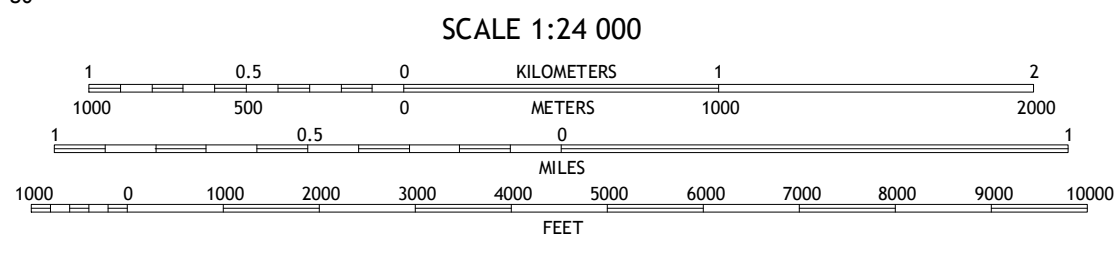 SCALE 1:24 000
1 0.5 0 KILOMETERS 1 2
1000 500 0 METERS 1000 2000
1 0.5 0 1
MILES
1000 0 1000 2000 3000 4000 5000 6000 7000 8000 9000 10000
FEET